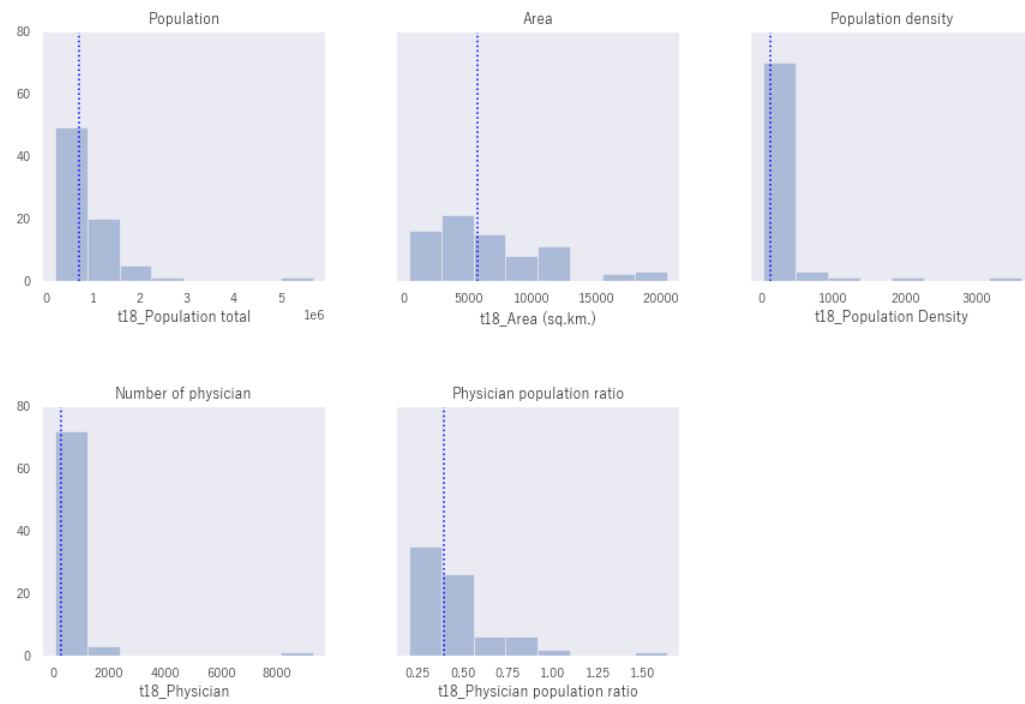 Population
80
60
40
20
0
0 1 2 3 4 5
1e6
t18_Population total
Area
0 5000 10000 15000 20000
t18_Area (sq.km.)
Population density
0 1000 2000 3000
t18_Population Density
Number of physician
80
60
40
20
0
0 2000 4000 6000 8000
t18_Physician
Physician population ratio
0.25 0.50 0.75 1.00 1.25 1.50
t18_Physician population ratio